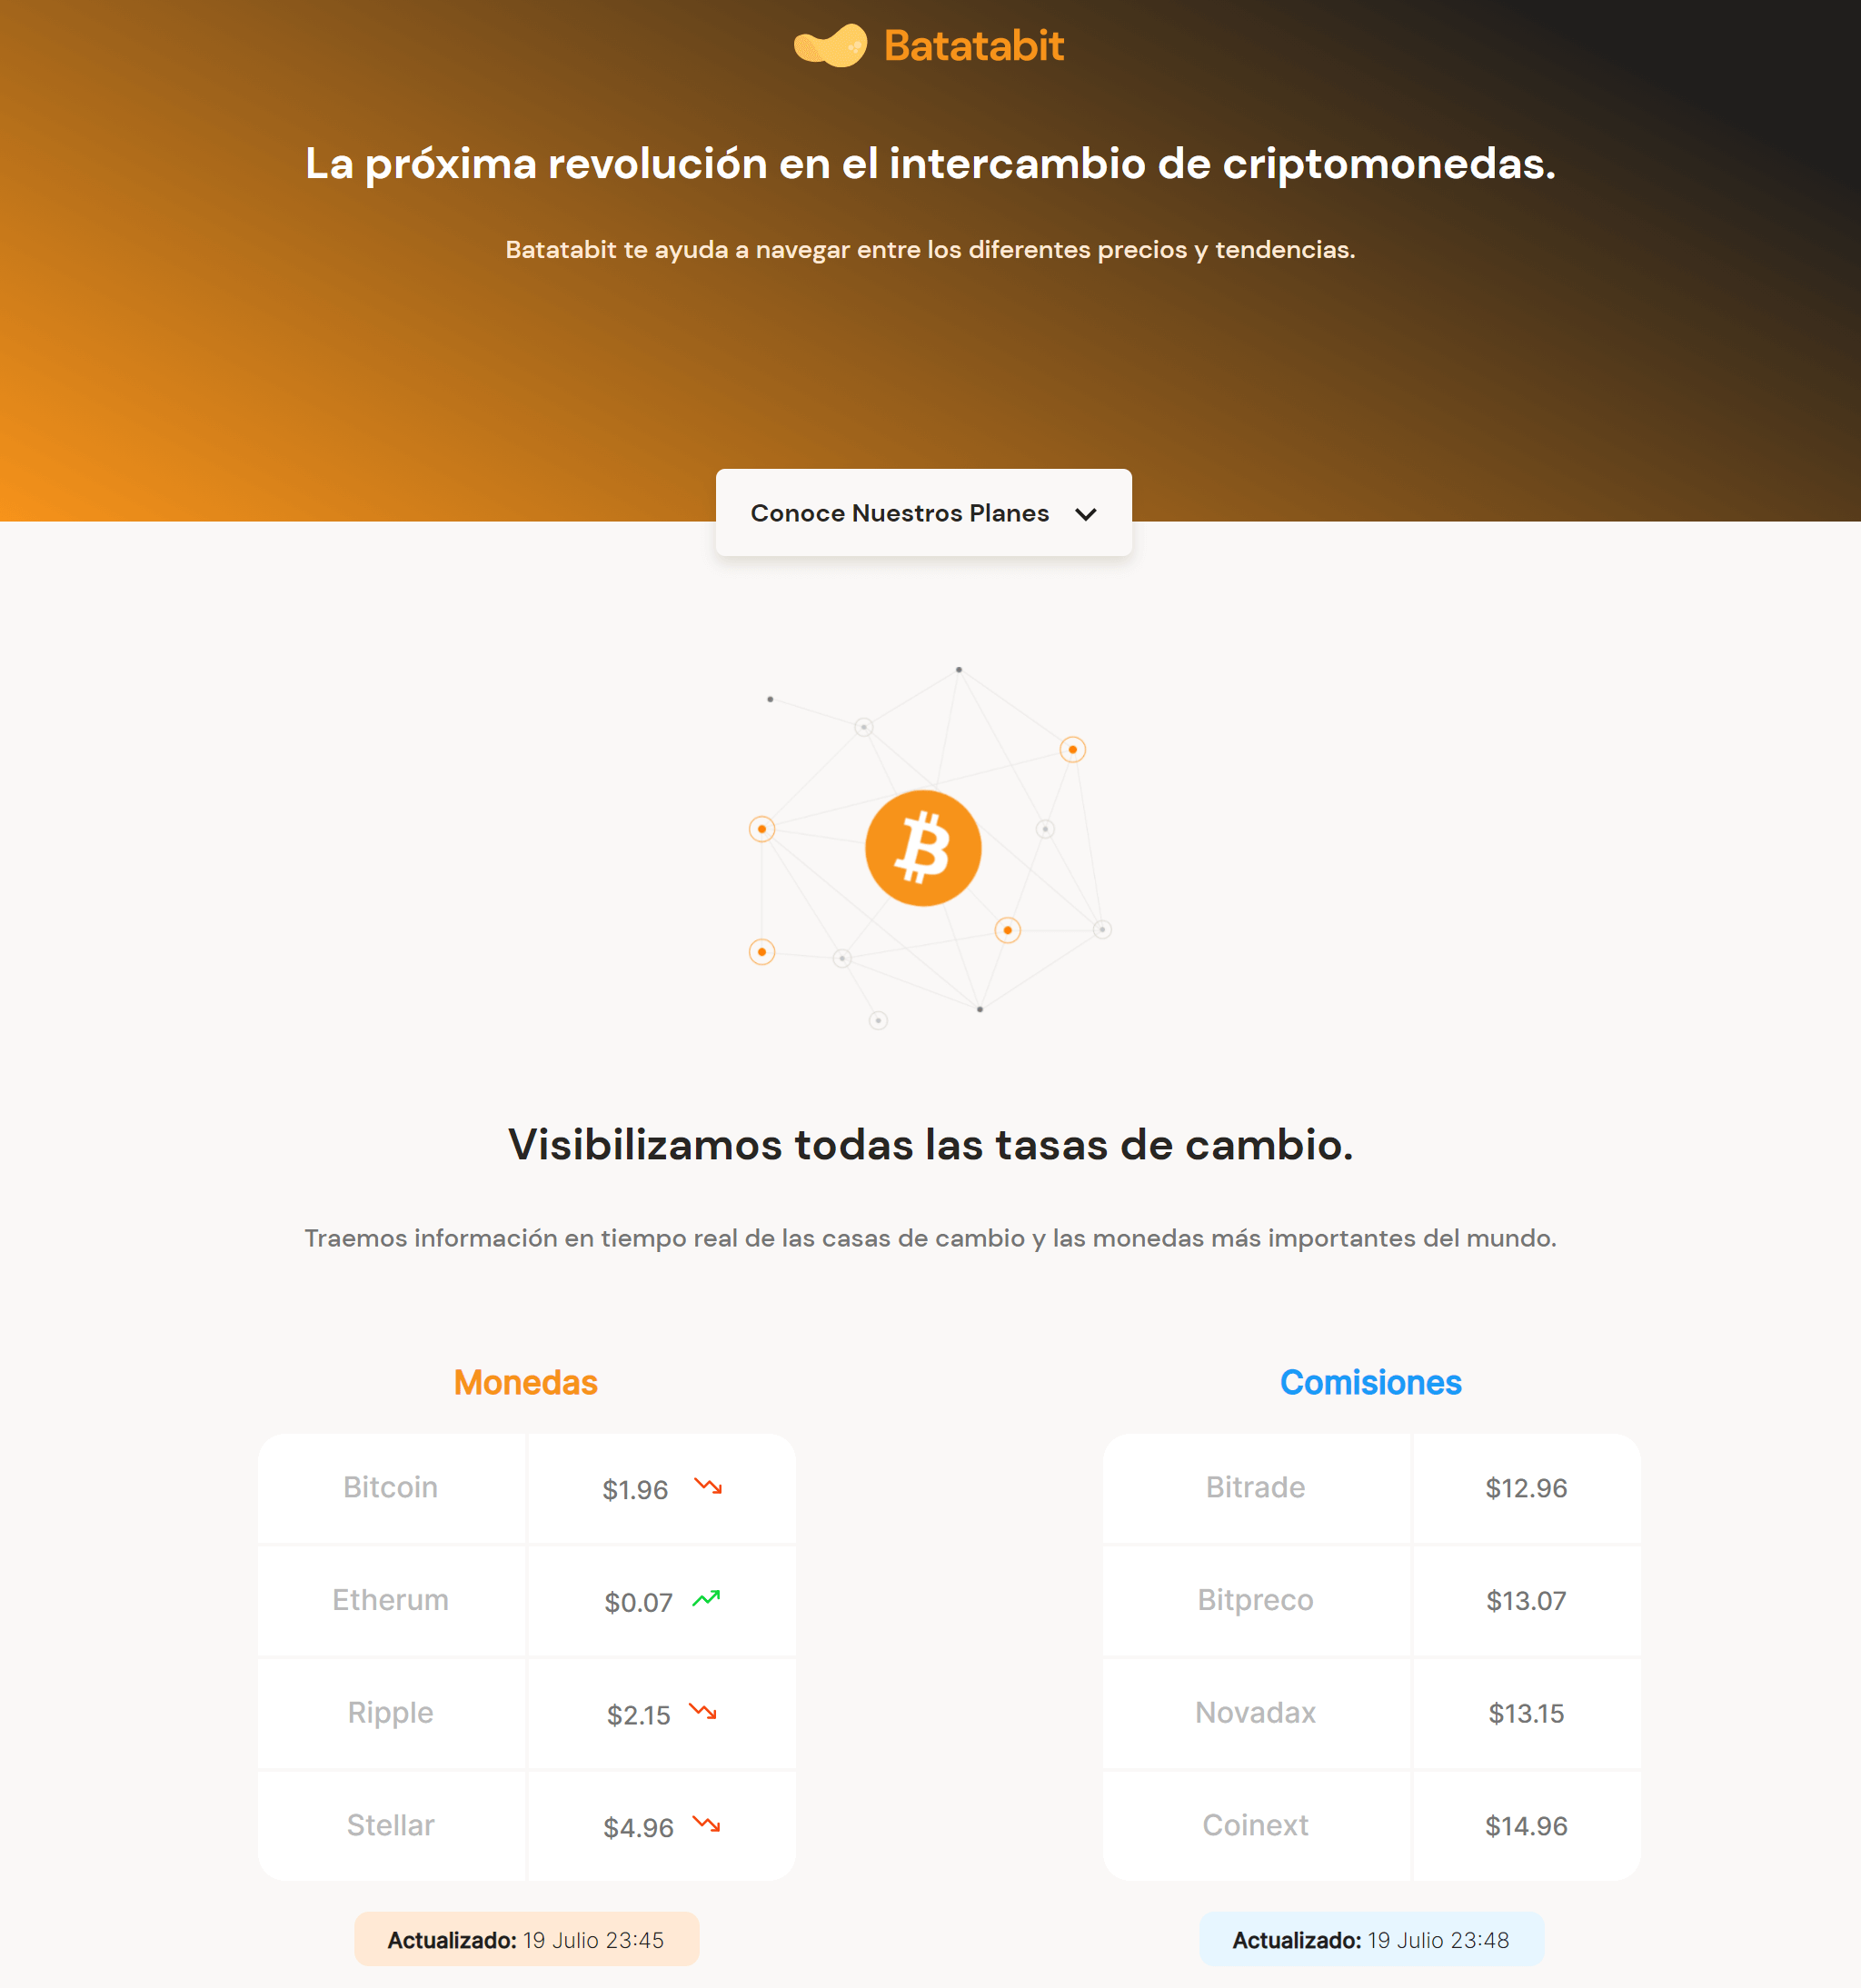 Batatabit
La próxima revolución en el intercambio de criptomonedas.
Batatabit te ayuda a navegar entre los diferentes precios y tendencias.
Conoce Nuestros Planes
Visibilizamos todas las tasas de cambio.
Traemos información en tiempo real de las casas de cambio y las monedas más importantes del mundo.
Monedas
Bitcoin $1.96
Etherum $0.07
Ripple $2.15
Stellar $4.96
Actualizado: 19 Julio 23:45
Comisiones
Bitrade $12.96
Bitpreco $13.07
Novadax $13.15
Coinext $14.96
Actualizado: 19 Julio 23:48